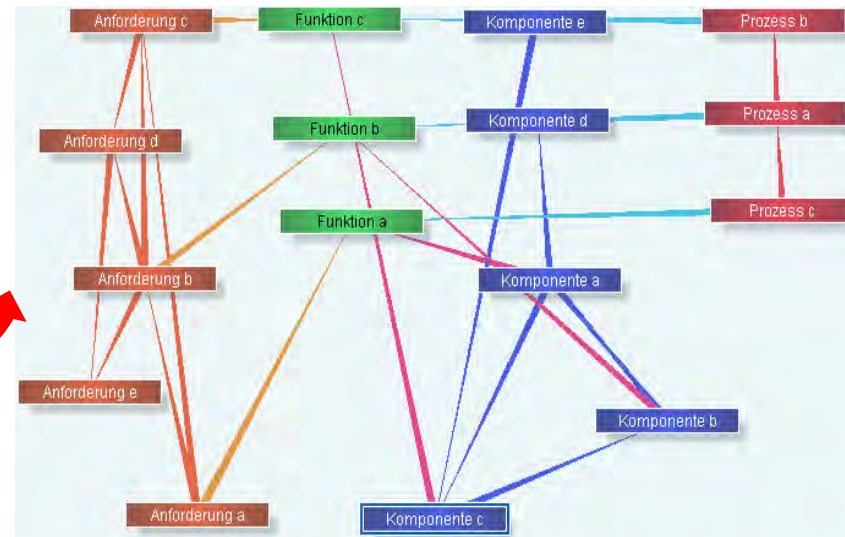 Anforderung c
Funktion c
Komponente e
Prozess b
Anforderung d
Funktion b
Komponente d
Prozess a
Funktion a
Prozess c
Anforderung b
Komponente a
Anforderung e
Komponente b
Anforderung a
Komponente c